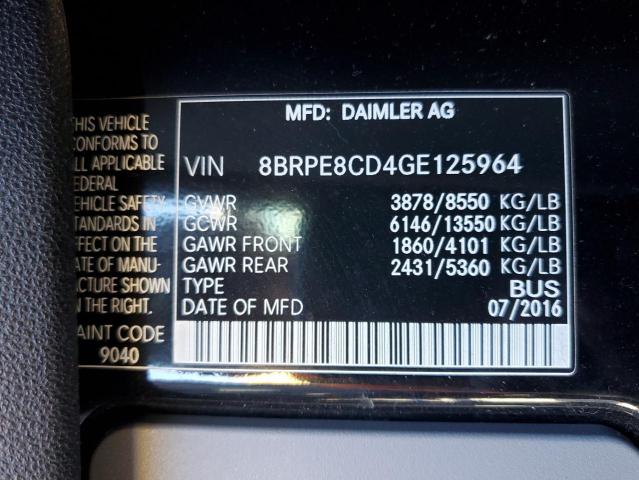 MFD: DAIMLER AG
VIN 8BRPE8CD4GE125964
GVWR 3878/8550 KG/LB
GCWR 6146/13550 KG/LB
GAWR FRONT 1860/4101 KG/LB
GAWR REAR 2431/5360 KG/LB
TYPE BUS
DATE OF MFD 07/2016
THIS VEHICLE
CONFORMS TO
ALL APPLICABLE
FEDERAL
VEHICLE SAFETY
STANDARDS IN
EFFECT ON THE
DATE OF MANU-
FACTURE SHOWN
ON THE RIGHT.
PAINT CODE
9040